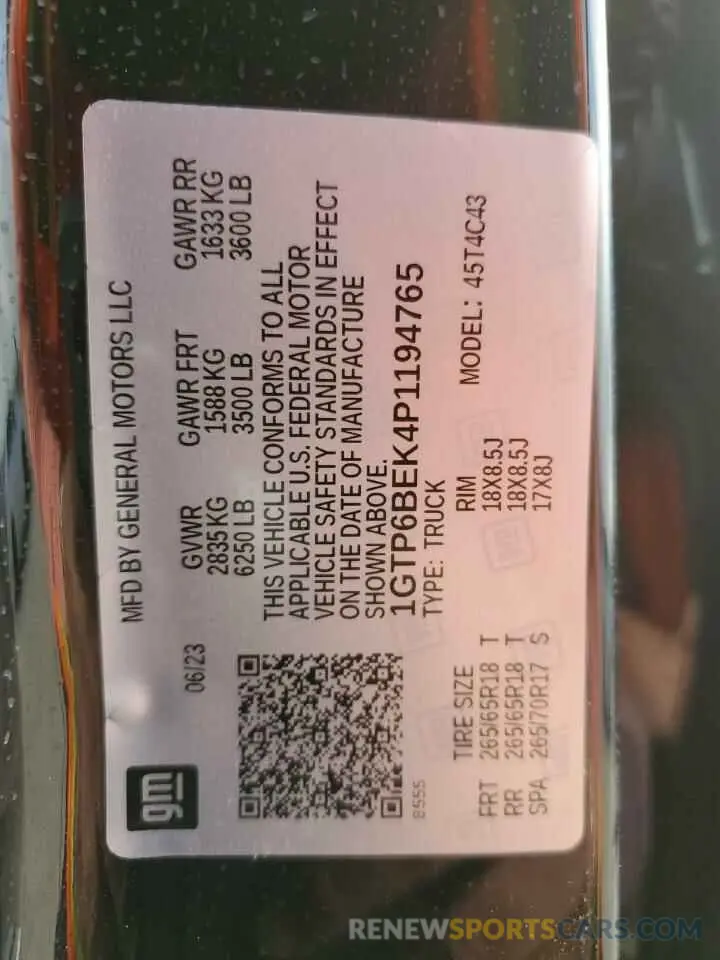 gm
MFD BY GENERAL MOTORS LLC
06/23
GVWR GAWR FRT GAWR RR
2835 KG 1588 KG 1633 KG
6250 LB 3500 LB 3600 LB
THIS VEHICLE CONFORMS TO ALL
APPLICABLE U.S. FEDERAL MOTOR
VEHICLE SAFETY STANDARDS IN EFFECT
ON THE DATE OF MANUFACTURE
SHOWN ABOVE.
1GTP6BEK4P1194765
TYPE: TRUCK MODEL: 45T4C43
8555
TIRE SIZE RIM
FRT 265/65R18 T 18X8.5J
RR 265/65R18 T 18X8.5J
SPA 265/70R17 S 17X8J
RENEWSPORTSCARS.COM